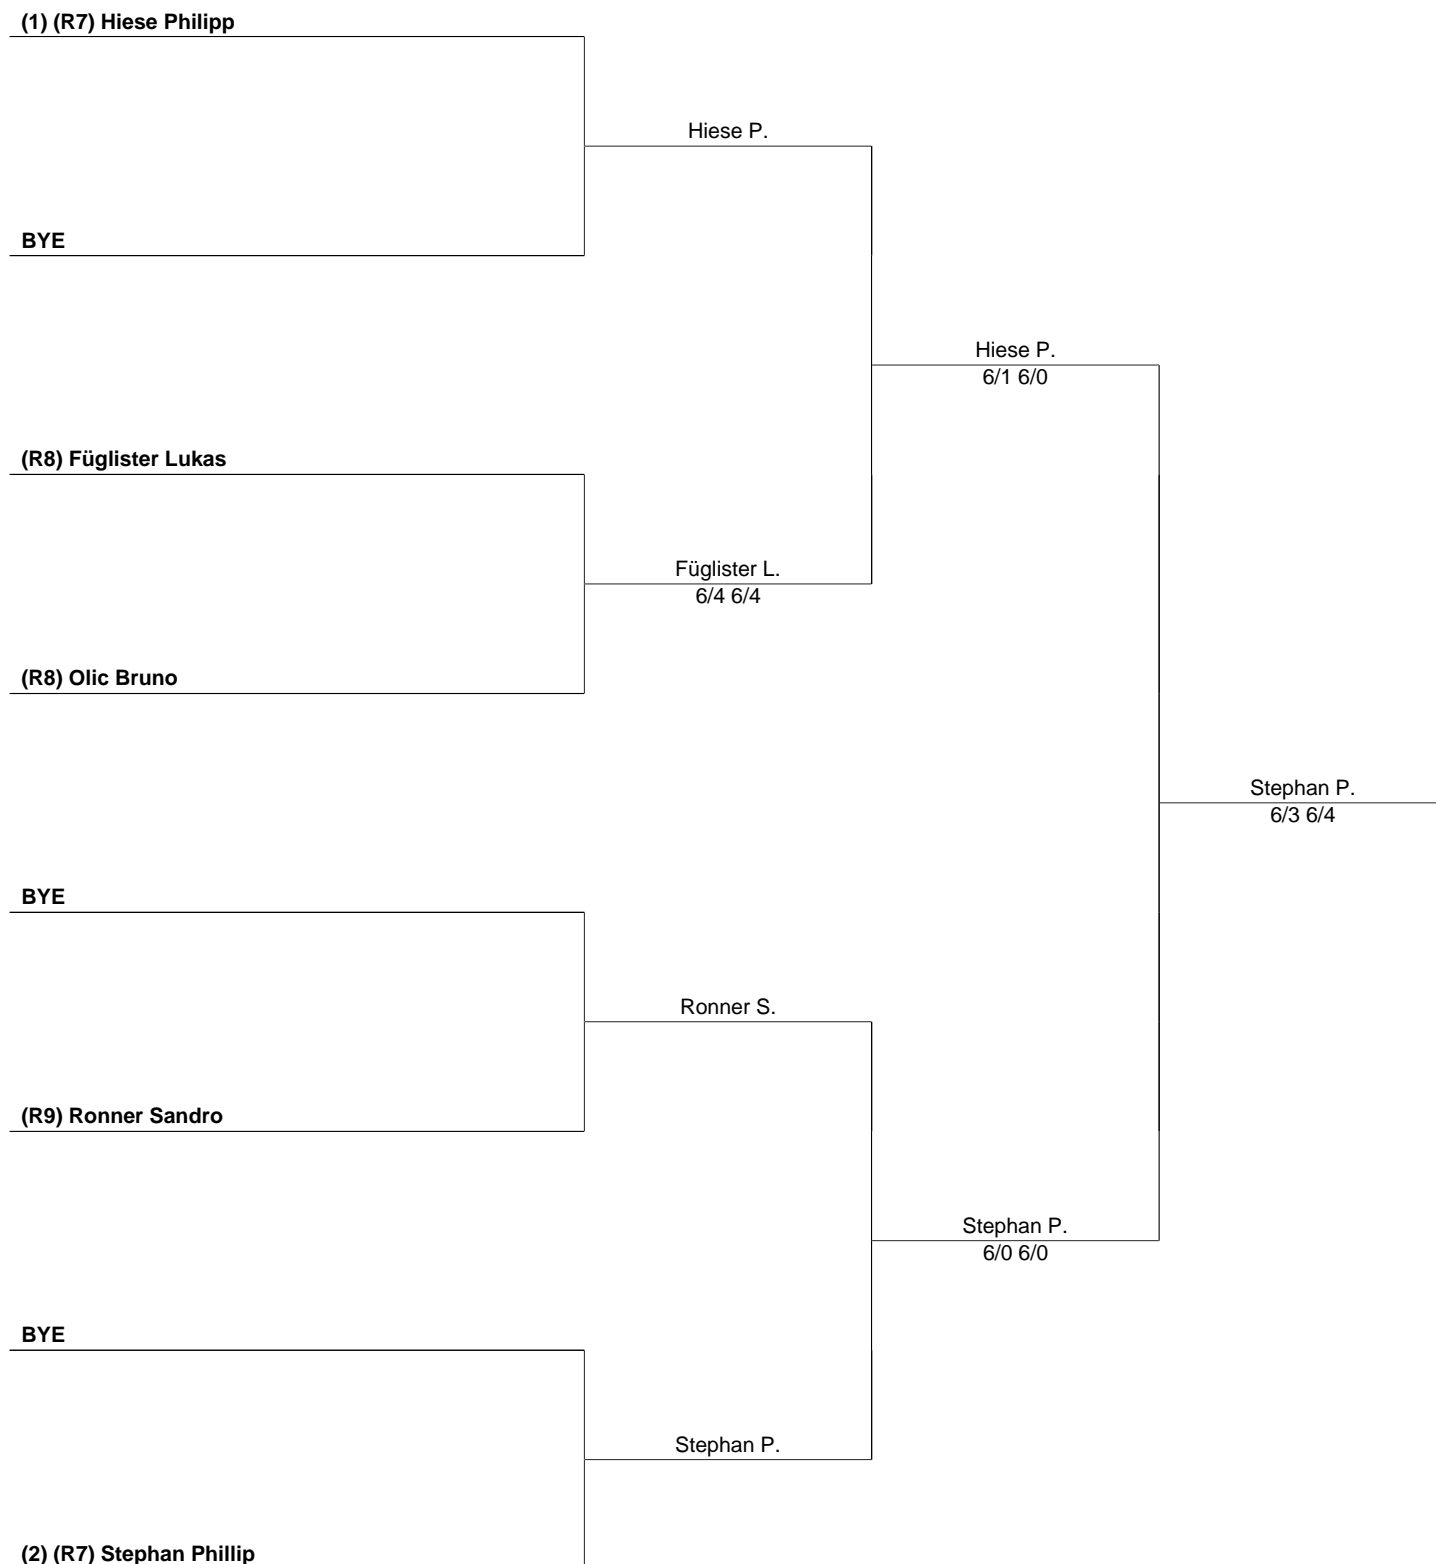 (1) (R7) Hiese Philipp
Hiese P.
BYE
Hiese P.
6/1 6/0
(R8) Füglister Lukas
Füglister L.
6/4 6/4
(R8) Olic Bruno
Stephan P.
6/3 6/4
BYE
Ronner S.
(R9) Ronner Sandro
Stephan P.
6/0 6/0
BYE
Stephan P.
(2) (R7) Stephan Phillip